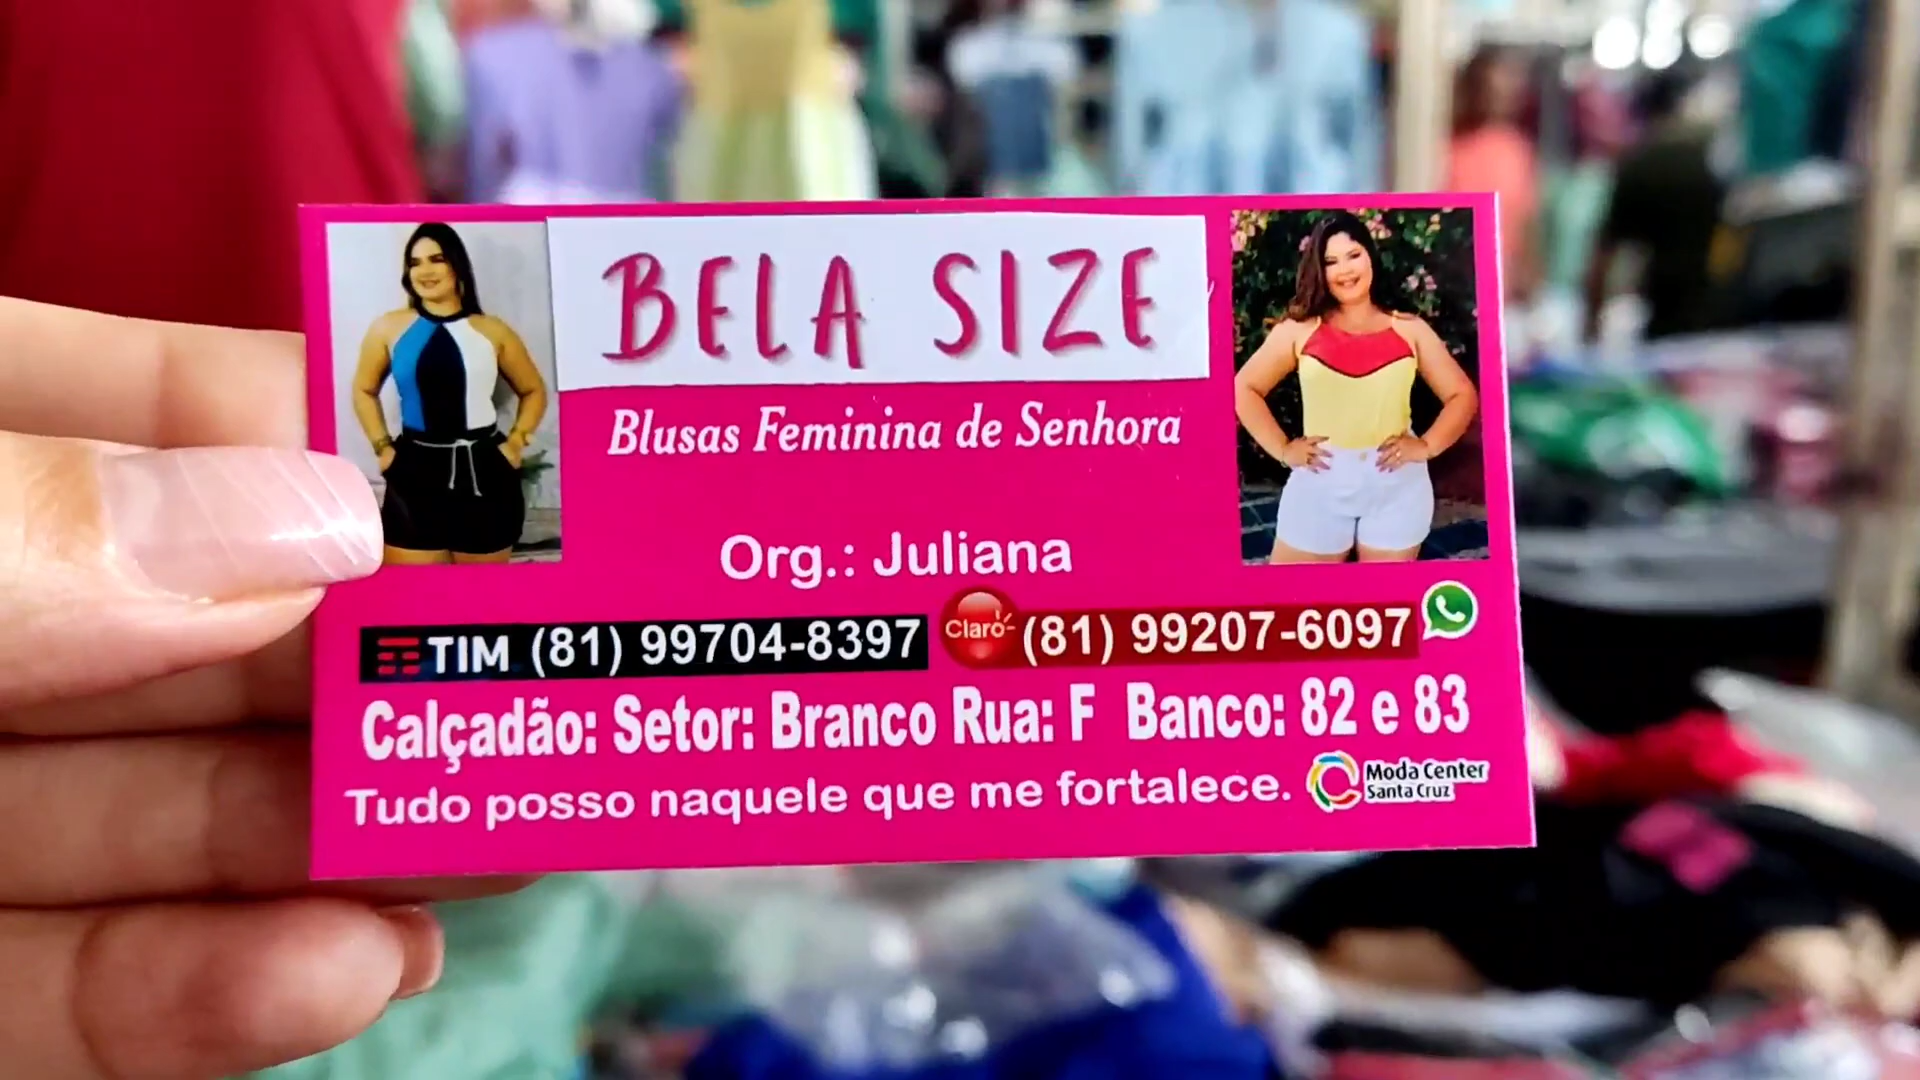 BELA SIZE
Blusas Feminina de Senhora
Org.: Juliana
TIM (81) 99704-8397
Claro (81) 99207-6097
Calçadão: Setor: Branco Rua: F Banco: 82 e 83
Tudo posso naquele que me fortalece.
Moda Center
Santa Cruz